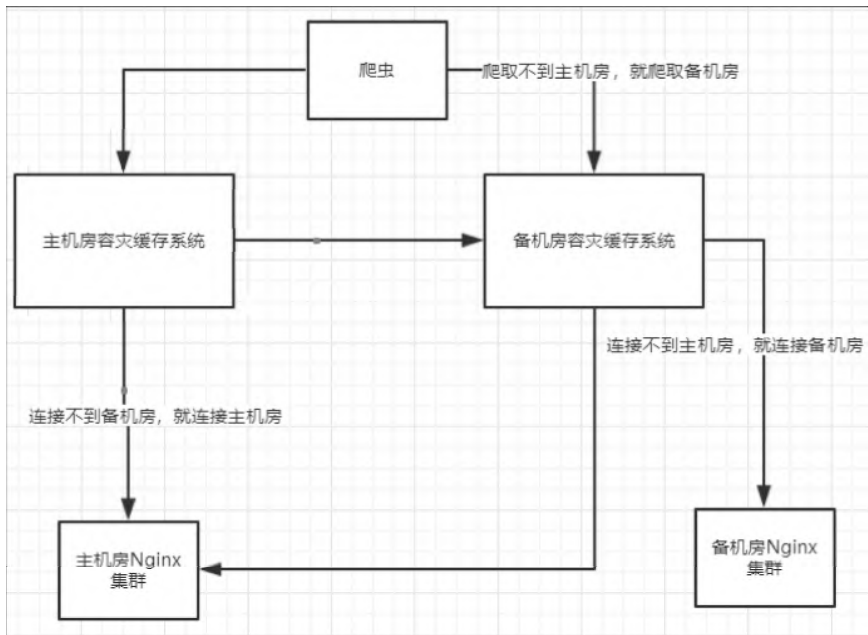 爬虫
爬取不到主机房，就爬取备机房
主机房容灾缓存系统
备机房容灾缓存系统
连接不到主机房，就连接备机房
连接不到备机房，就连接主机房
主机房Nginx
集群
备机房Nginx
集群